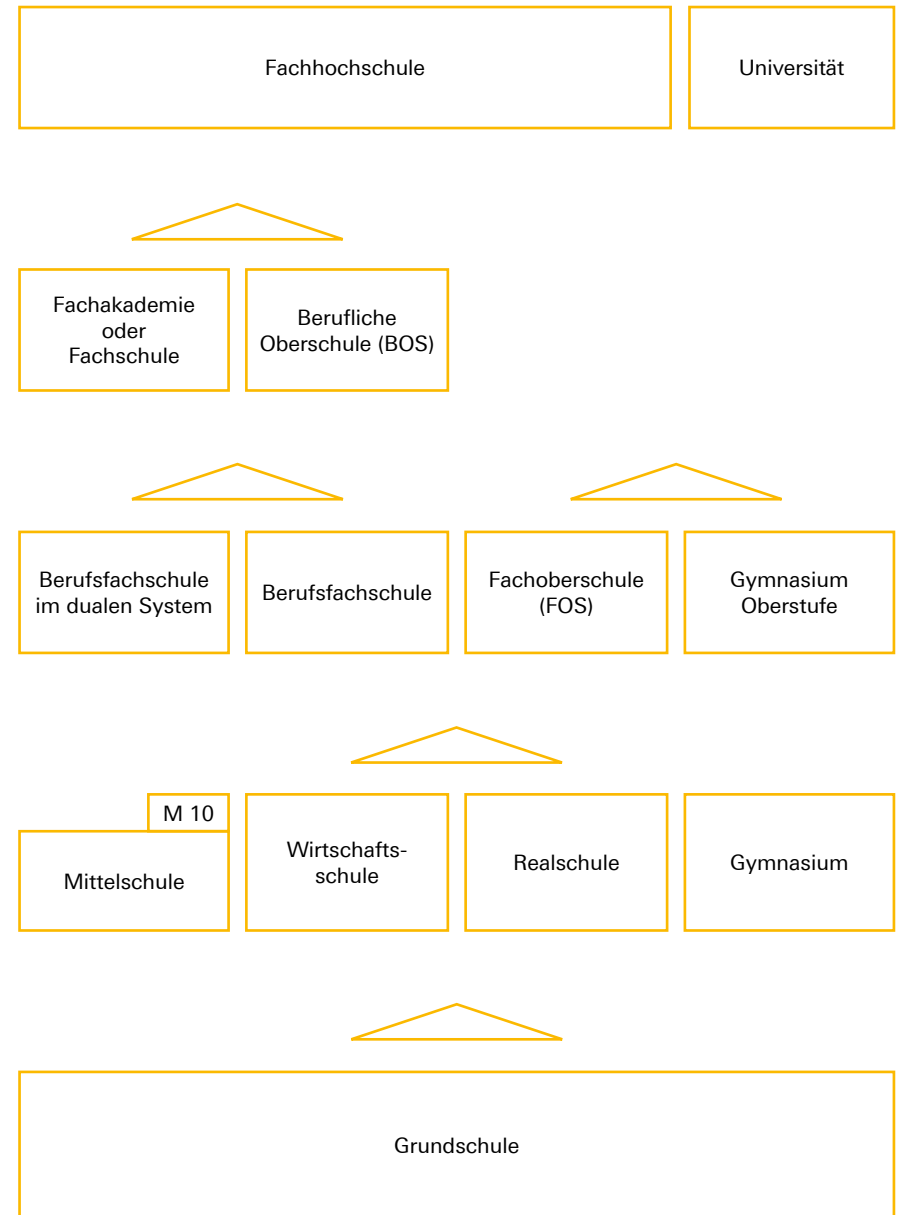 Fachhochschule
Universität
Fachakademie
oder
Fachschule
Berufliche
Oberschule (BOS)
Berufsfachschule
im dualen System
Berufsfachschule
Fachoberschule
(FOS)
Gymnasium
Oberstufe
M 10
Mittelschule
Wirtschafts-
schule
Realschule
Gymnasium
Grundschule